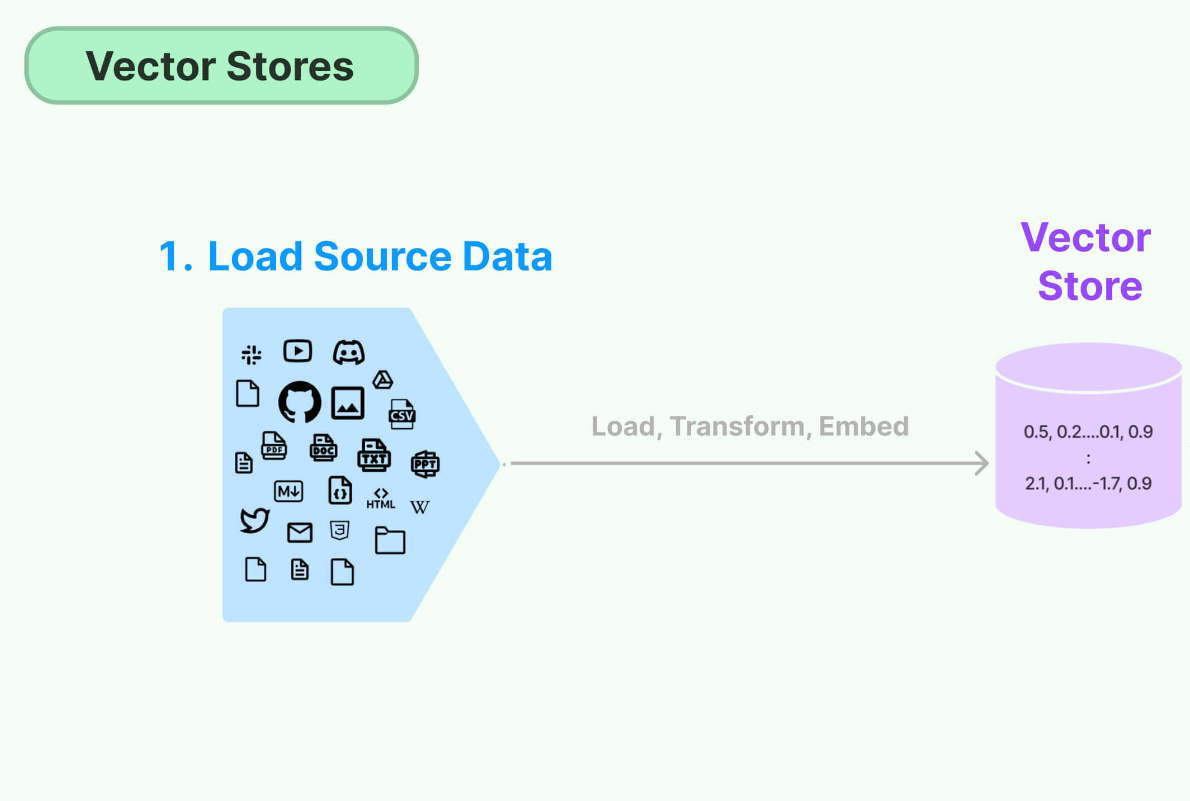 Vector Stores
Vector
Store
1. Load Source Data
CSV
PDF
DOC
TXT
PPT
M
HTML
W
3
Load, Transform, Embed
0.5, 0.2....0.1, 0.9
:
2.1, 0.1....-1.7, 0.9